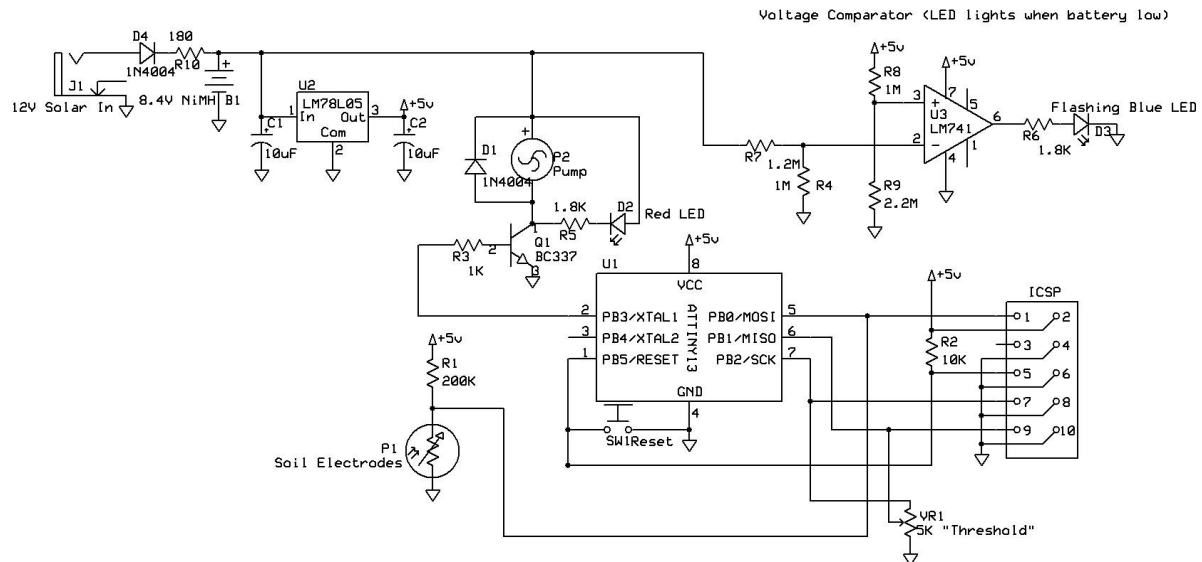 Voltage Comparator (LED lights when battery low)
D4
180
1N4004
R10
J1
12V Solar In
+
8.4V NiMH B1
U2
LM78L05
1
In
Out
3
Com
2
+5v
C1
10uF
C2
10uF
D1
1N4004
+
P2
Pump
1.8K
R5
D2
Red LED
R3
1K
2
1
Q1
BC337
3
R7
1.2M
1M
R4
+5v
R8
1M
R9
2.2M
+5v
7
3
+
U3
LM741
2
-
4
5
6
1
R6
1.8K
Flashing Blue LED
D3
U1
+5v
8
VCC
2 PB3/XTAL1
3 PB4/XTAL2
1 PB5/RESET
ATTINY13
PB0/MOSI 5
PB1/MISO 6
PB2/SCK 7
GND
4
SW1Reset
+5v
R1
200K
P1
Soil Electrodes
+5v
R2
10K
ICSP
1 2
3 4
5 6
7 8
9 10
VR1
5K "Threshold"